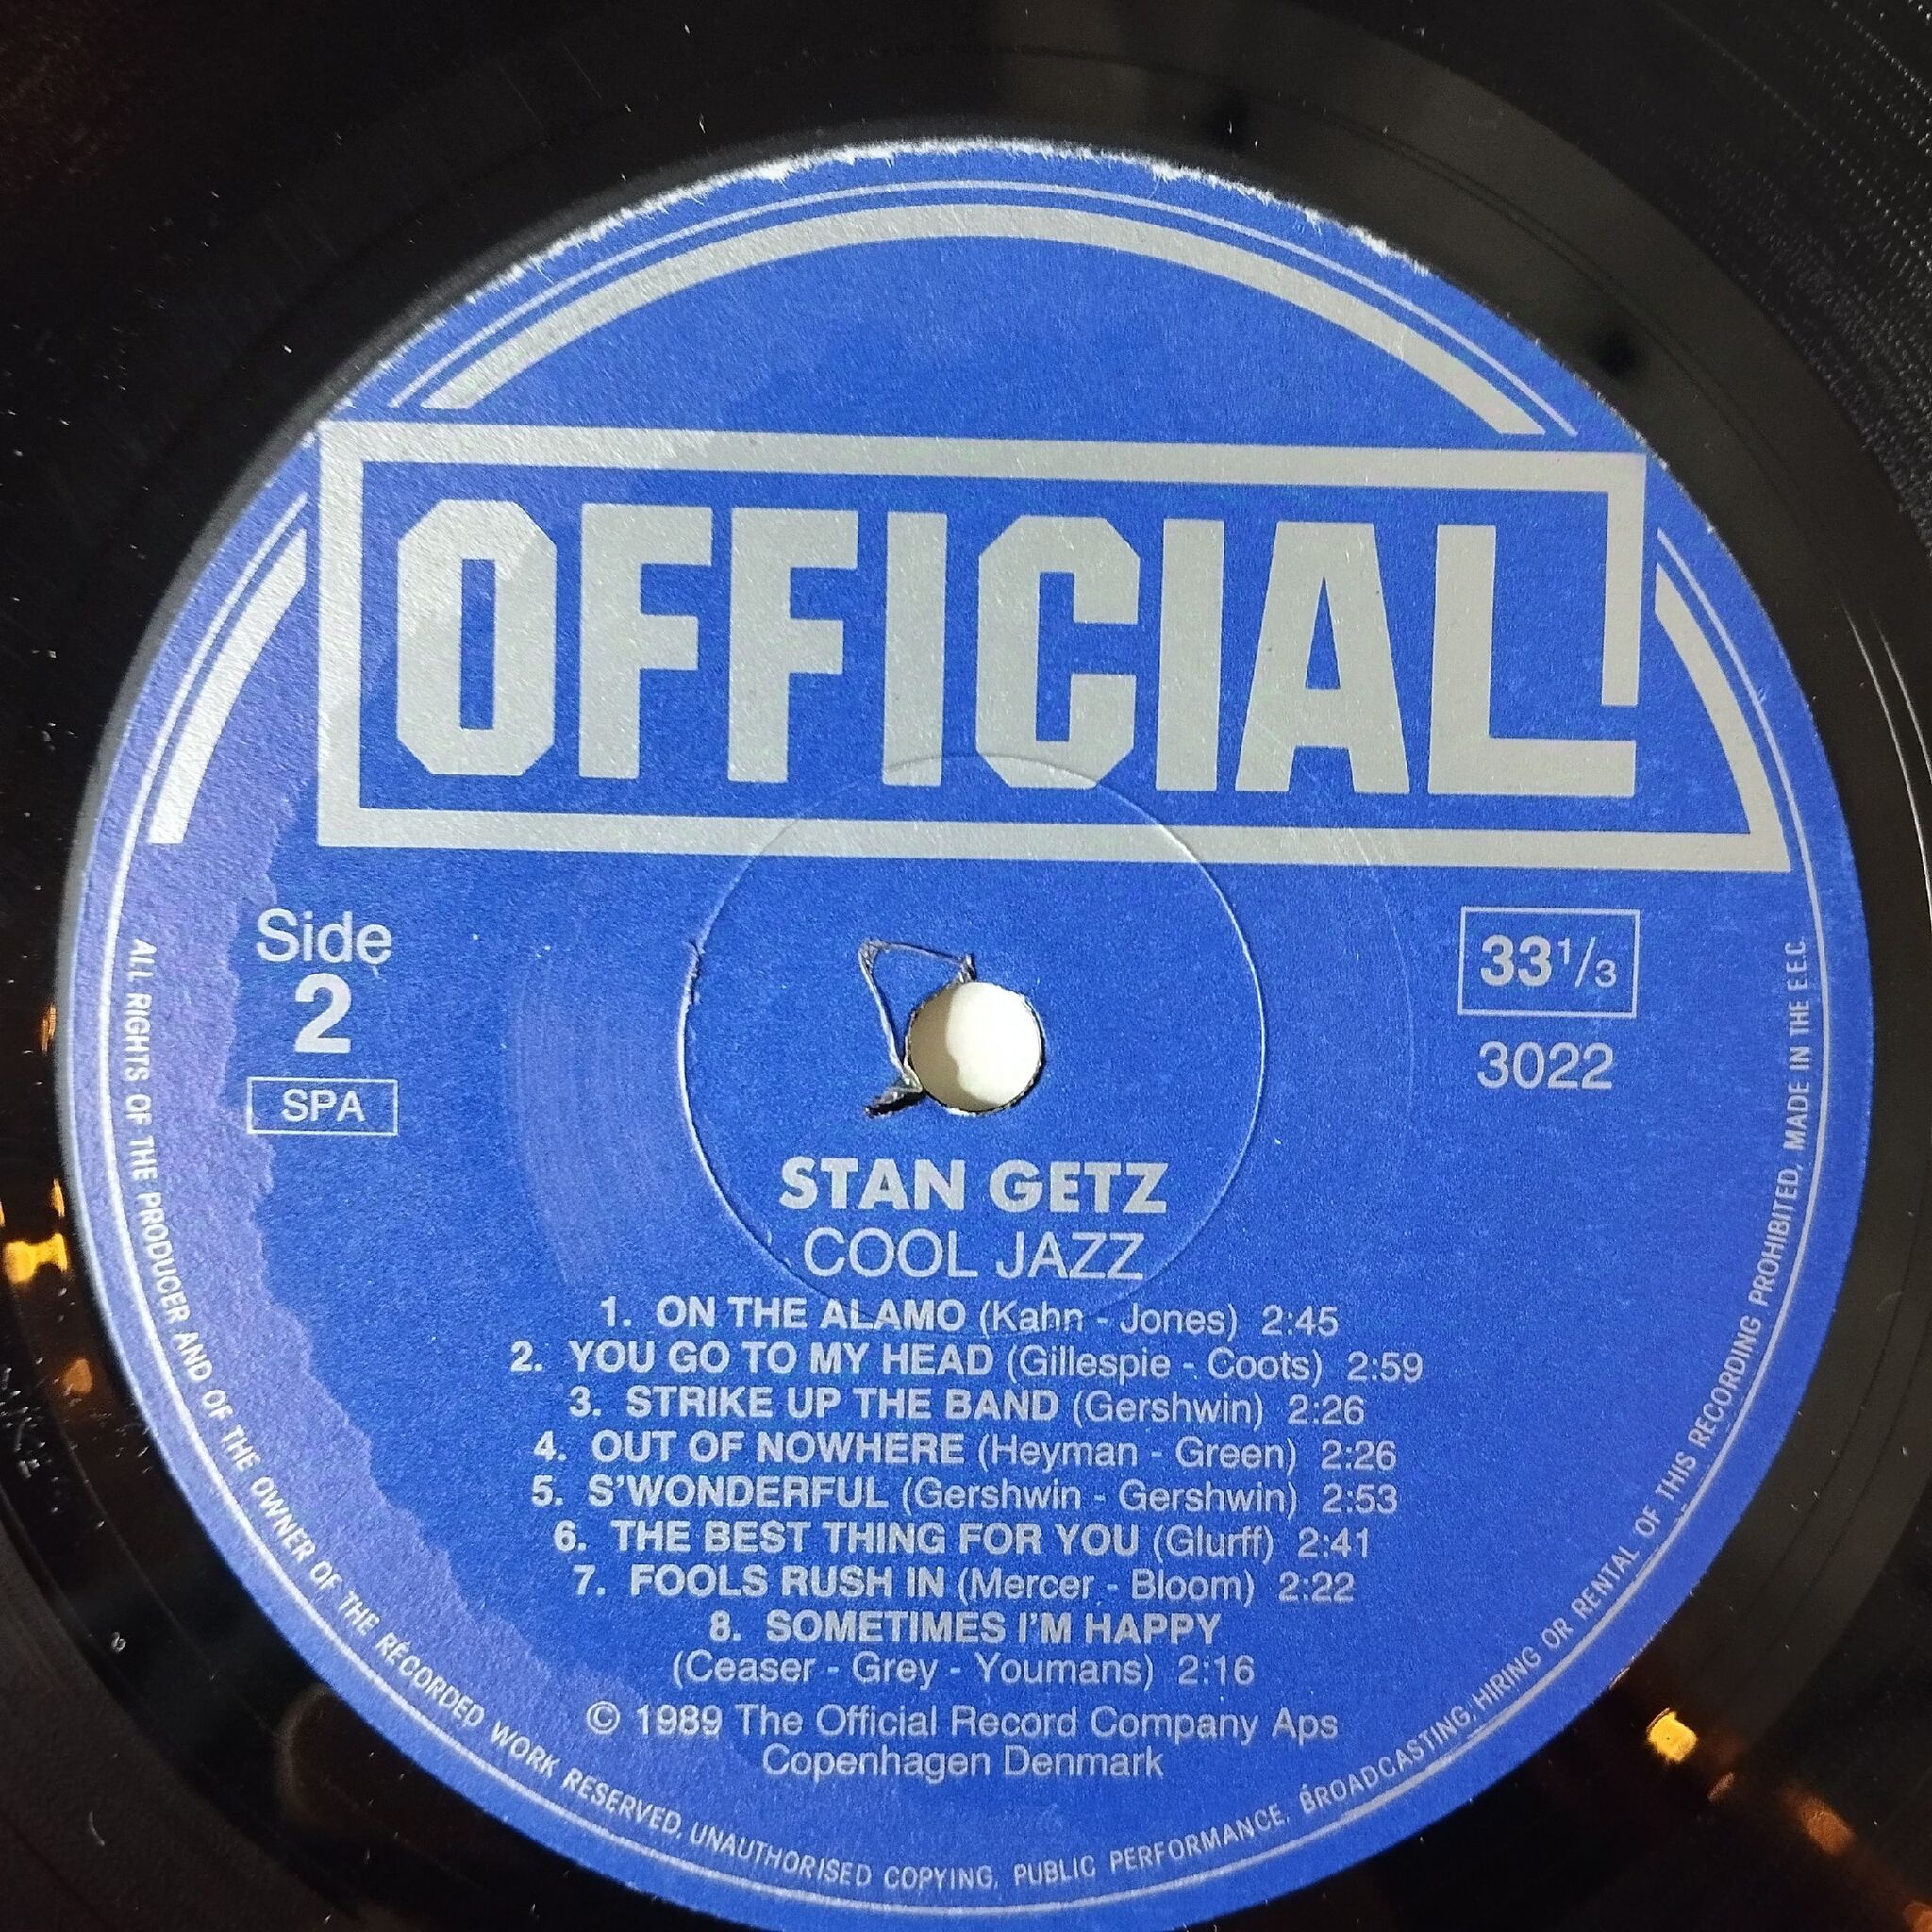 OFFICIAL
Side
2
SPA
33 1/3
3022
STAN GETZ
COOL JAZZ
1. ON THE ALAMO (Kahn - Jones) 2:45
2. YOU GO TO MY HEAD (Gillespie - Coots) 2:59
3. STRIKE UP THE BAND (Gershwin) 2:26
4. OUT OF NOWHERE (Heyman - Green) 2:26
5. S'WONDERFUL (Gershwin - Gershwin) 2:53
6. THE BEST THING FOR YOU (Glurff) 2:41
7. FOOLS RUSH IN (Mercer - Bloom) 2:22
8. SOMETIMES I'M HAPPY
(Ceaser - Grey - Youmans) 2:16
© 1989 The Official Record Company Aps
Copenhagen Denmark
ALL RIGHTS OF THE PRODUCER AND OF THE OWNER OF THE RECORDED WORK RESERVED. UNAUTHORISED COPYING, PUBLIC PERFORMANCE, BROADCASTING, HIRING OR RENTAL OF THIS RECORDING PROHIBITED. MADE IN THE E.E.C.